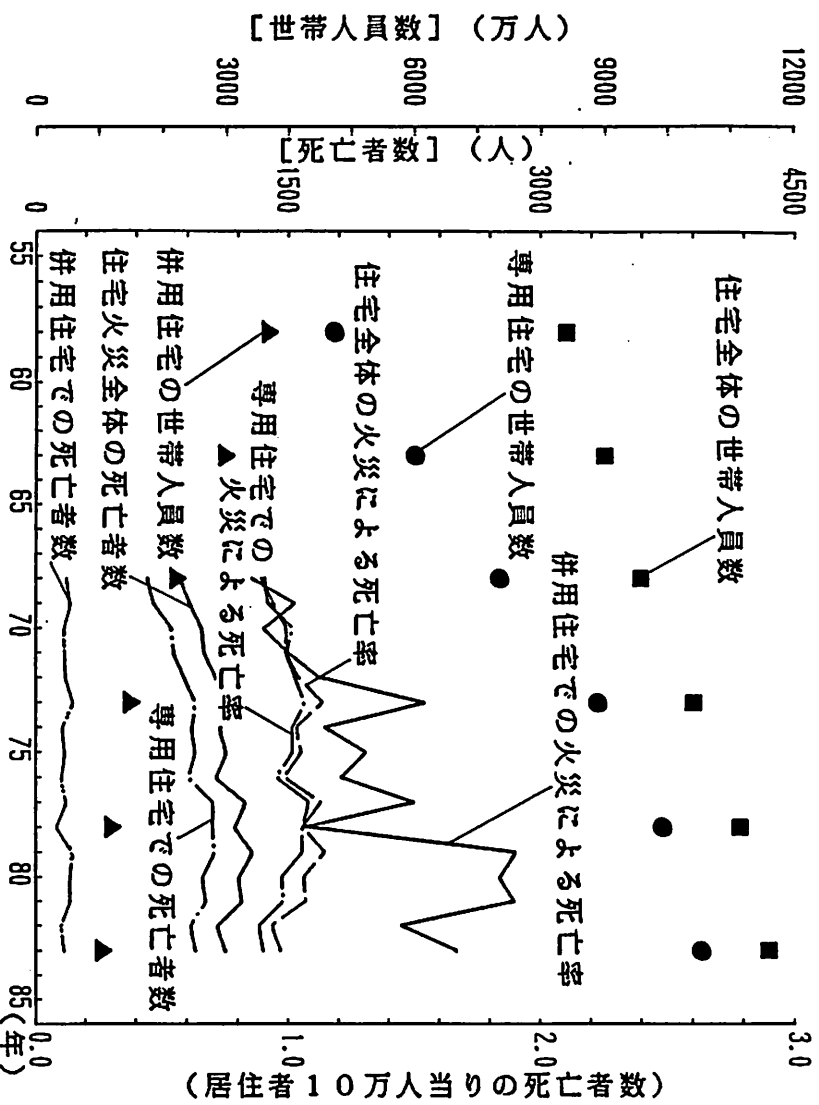 [世帯人員数] (万人)
12000
9000
6000
3000
0
[死亡者数] (人)
4500
3000
1500
0
住宅全体の世帯人員数
専用住宅の世帯人員数
併用住宅での火災による死亡率
住宅全体の火災による死亡率
専用住宅での
火災による死亡率
併用住宅の世帯人員数
住宅火災全体の死亡者数
専用住宅での死亡者数
併用住宅での死亡者数
55
60
65
70
75
80
85
(年)
3.0
2.0
1.0
0.0
(居住者10万人当りの死亡者数)